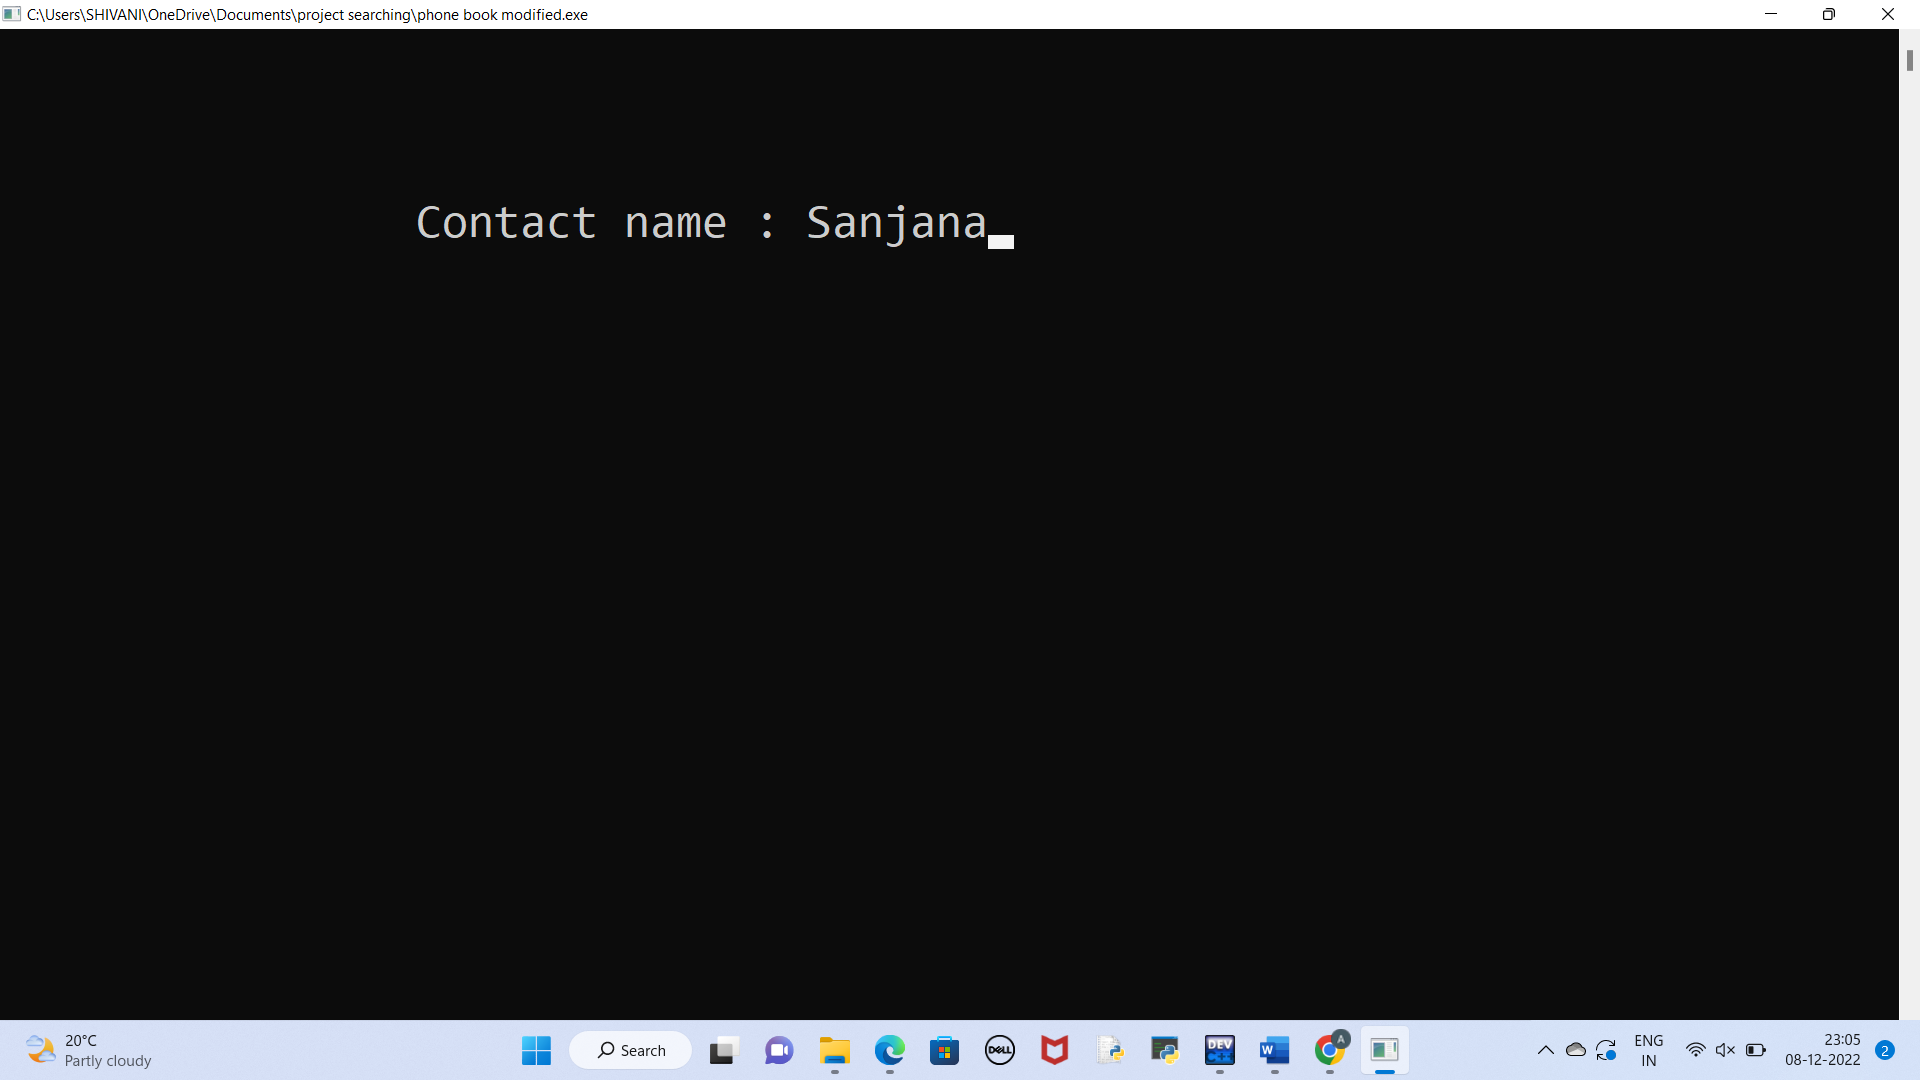 C:\Users\SHIVANI\OneDrive\Documents\project searching\phone book modified.exe
Contact name : Sanjana
20°C
Partly cloudy
Search
DELL
DEV
C++
W
A
ENG
IN
23:05
08-12-2022
2